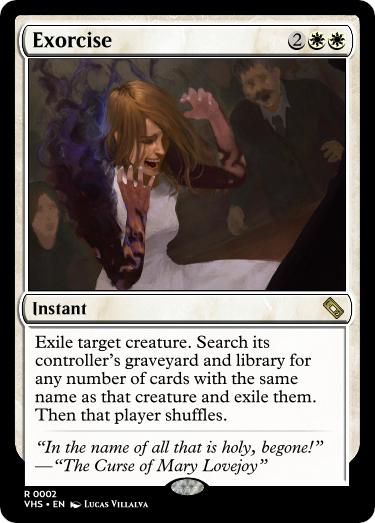 Exorcise 2
Instant
Exile target creature. Search its
controller's graveyard and library for
any number of cards with the same
name as that creature and exile them.
Then that player shuffles.
"In the name of all that is holy, begone!"
—"The Curse of Mary Lovejoy"
R 0002
VHS • EN Lucas Villalva